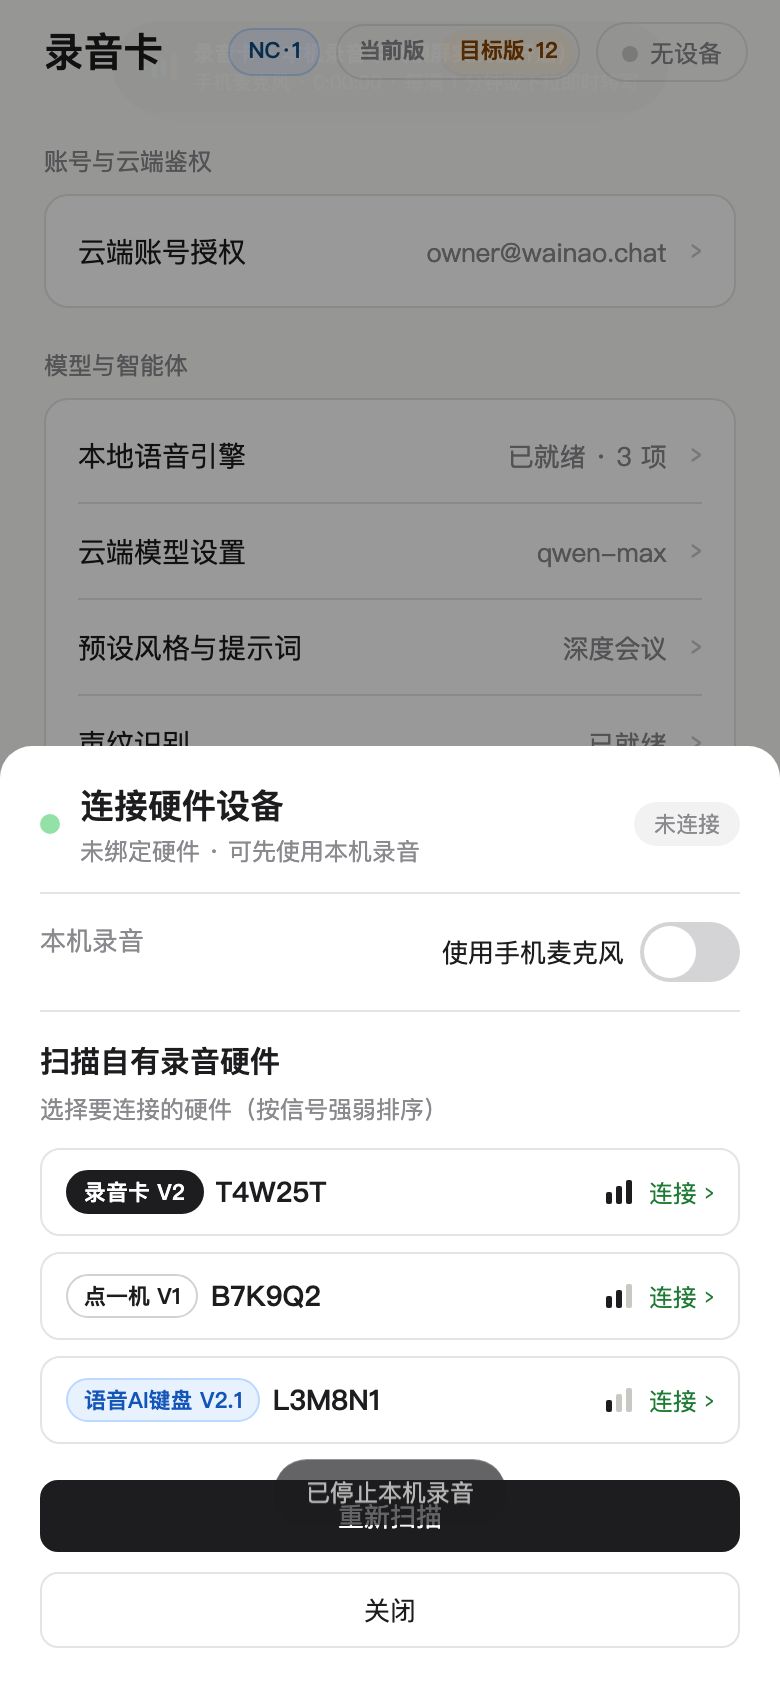 录音卡
NC·1
当前版 目标版·12
无设备
账号与云端鉴权
云端账号授权 owner@wainao.chat
模型与智能体
本地语音引擎 已就绪 · 3 项
云端模型设置 qwen-max
预设风格与提示词 深度会议
声纹识别 已就绪
连接硬件设备
未绑定硬件 · 可先使用本机录音
未连接
本机录音 使用手机麦克风
扫描自有录音硬件
选择要连接的硬件（按信号强弱排序）
录音卡 V2 T4W25T 连接
点一机 V1 B7K9Q2 连接
语音AI键盘 V2.1 L3M8N1 连接
已停止本机录音
重新扫描
关闭